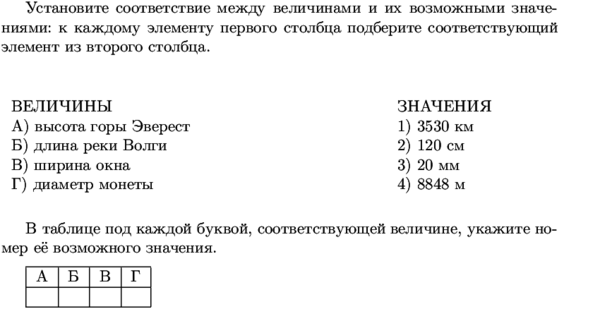 Установите соответствие между величинами и их возможными значе-
ниями: к каждому элементу первого столбца подберите соответствующий
элемент из второго столбца.
ВЕЛИЧИНЫ
А) высота горы Эверест
Б) длина реки Волги
В) ширина окна
Г) диаметр монеты
ЗНАЧЕНИЯ
1) 3530 км
2) 120 см
3) 20 мм
4) 8848 м
В таблице под каждой буквой, соответствующей величине, укажите но-
мер её возможного значения.
А Б В Г